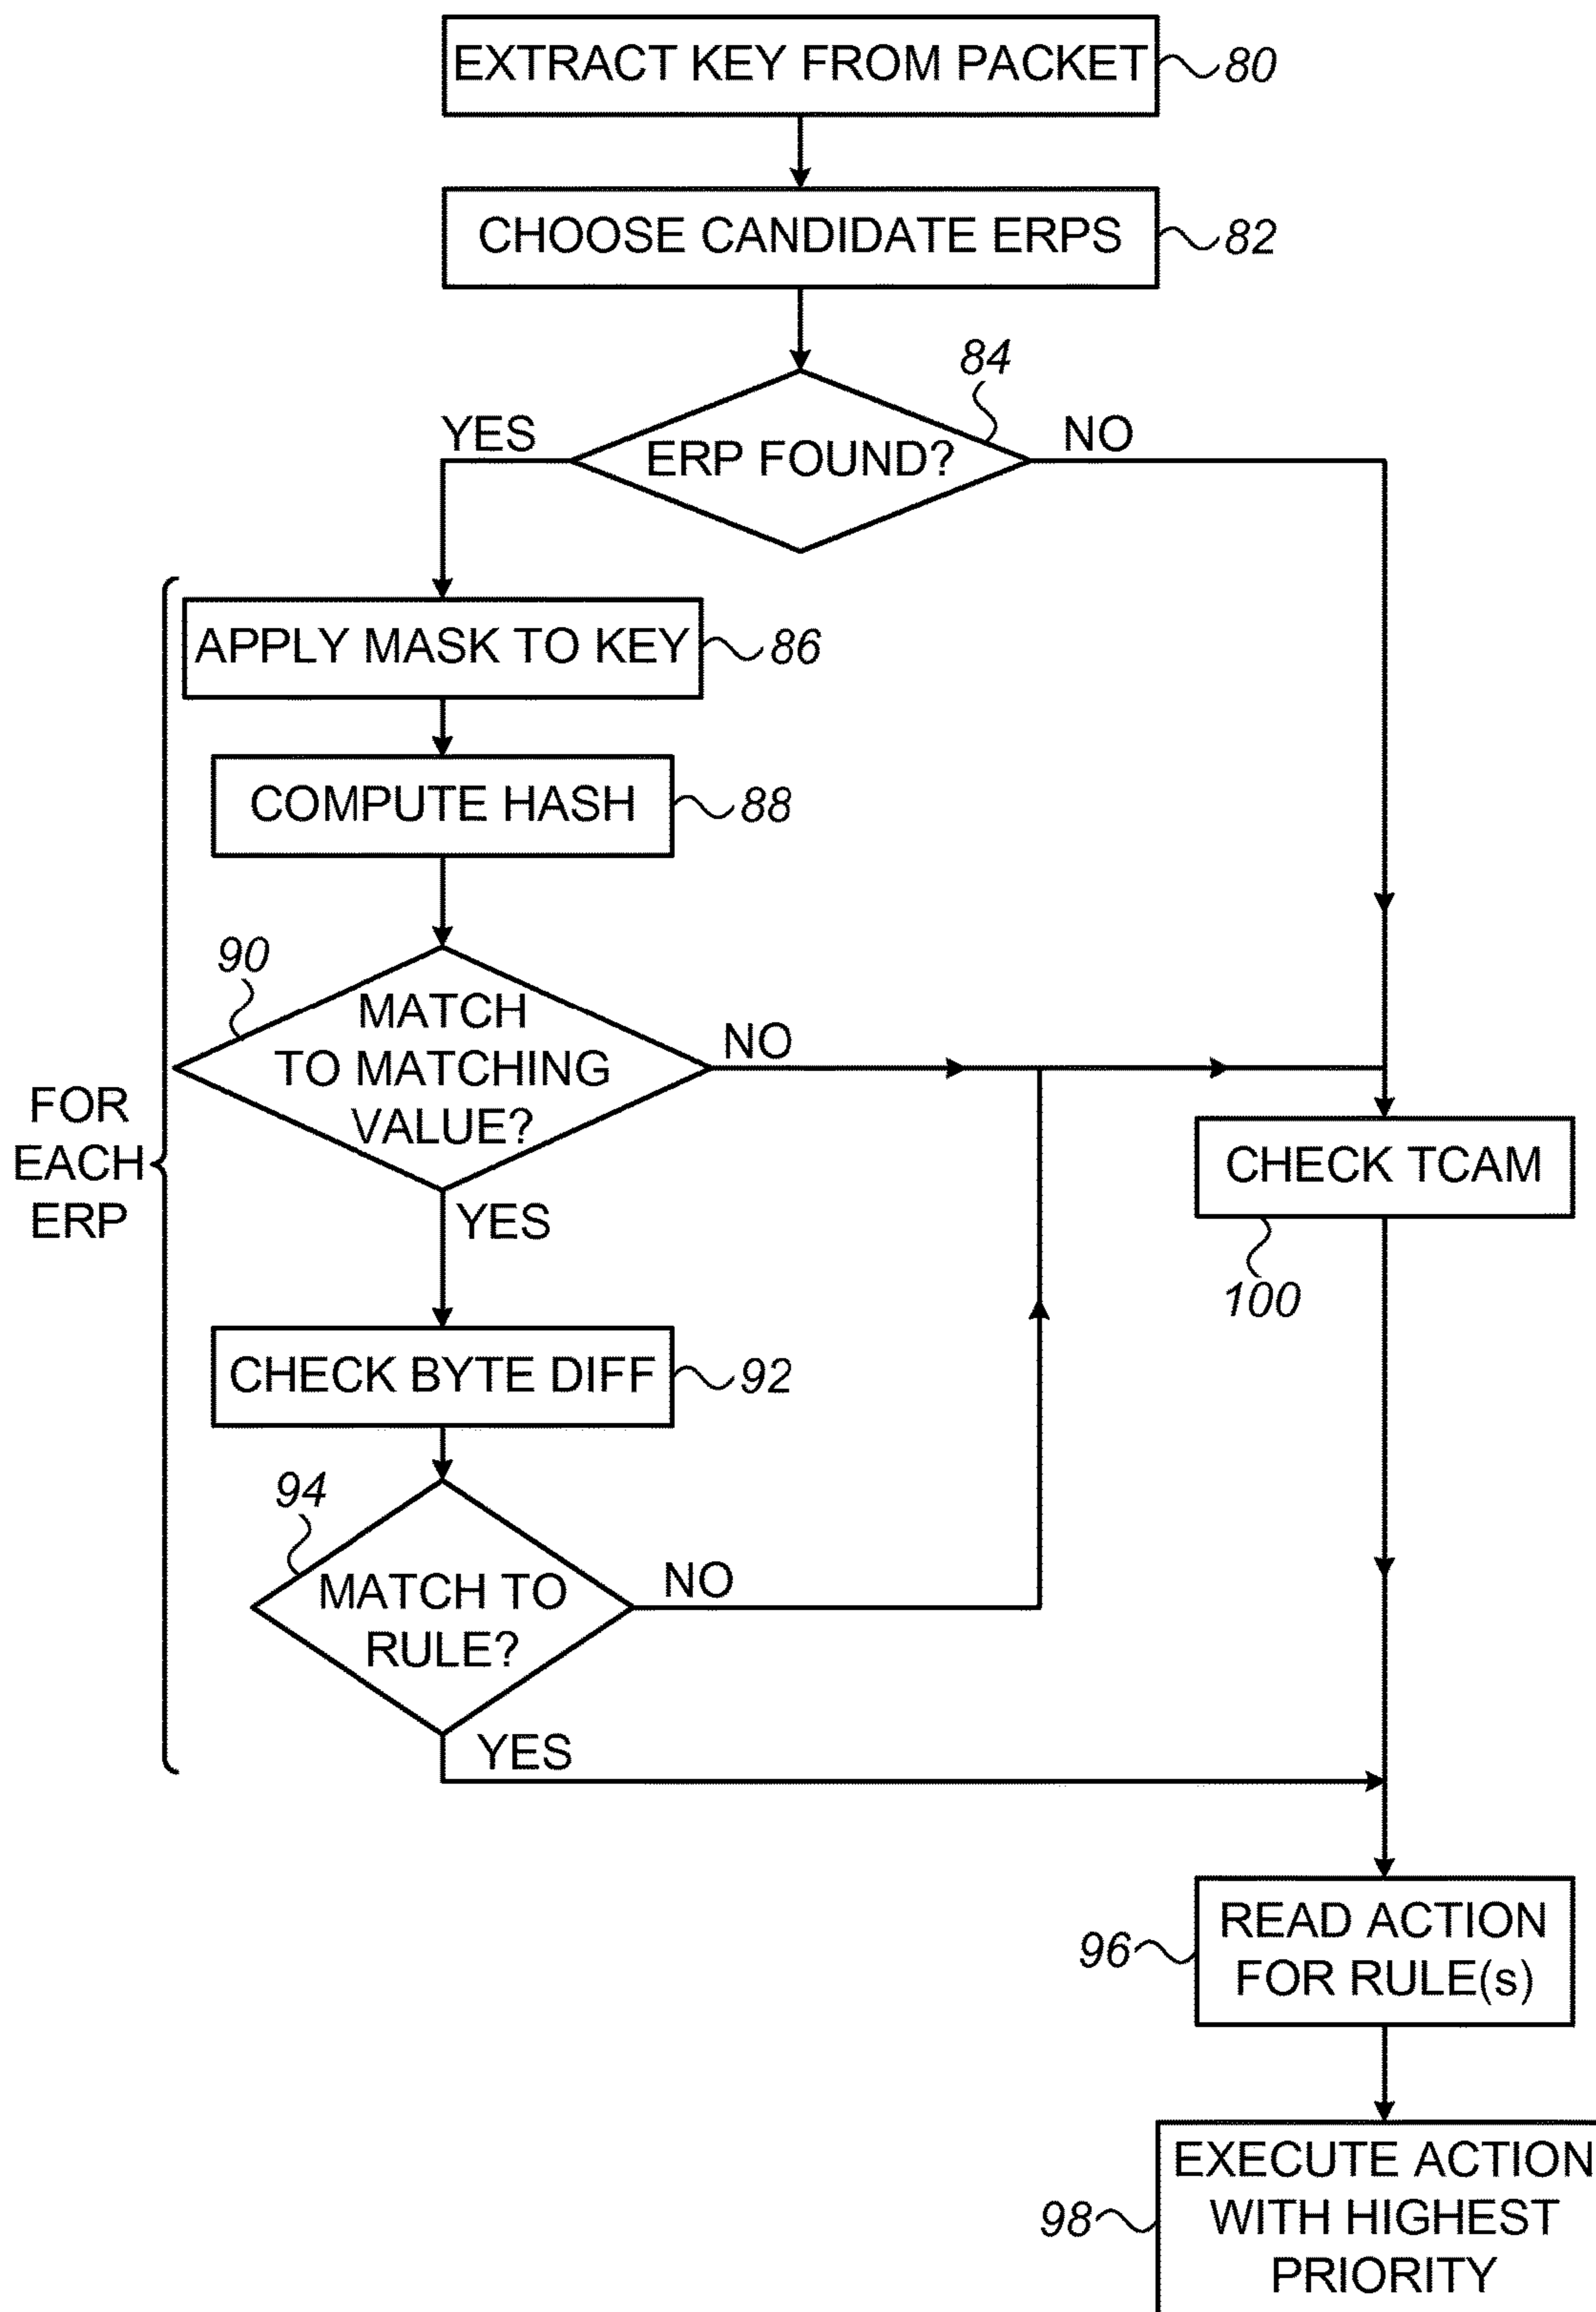 EXTRACT KEY FROM PACKET
80
CHOOSE CANDIDATE ERPS
82
84
YES
ERP FOUND?
NO
APPLY MASK TO KEY
86
COMPUTE HASH
88
90
MATCH
TO MATCHING
VALUE?
NO
FOR
EACH
ERP
YES
CHECK TCAM
100
CHECK BYTE DIFF
92
94
MATCH TO
RULE?
NO
YES
READ ACTION
FOR RULE(s)
96
EXECUTE ACTION
WITH HIGHEST
PRIORITY
98